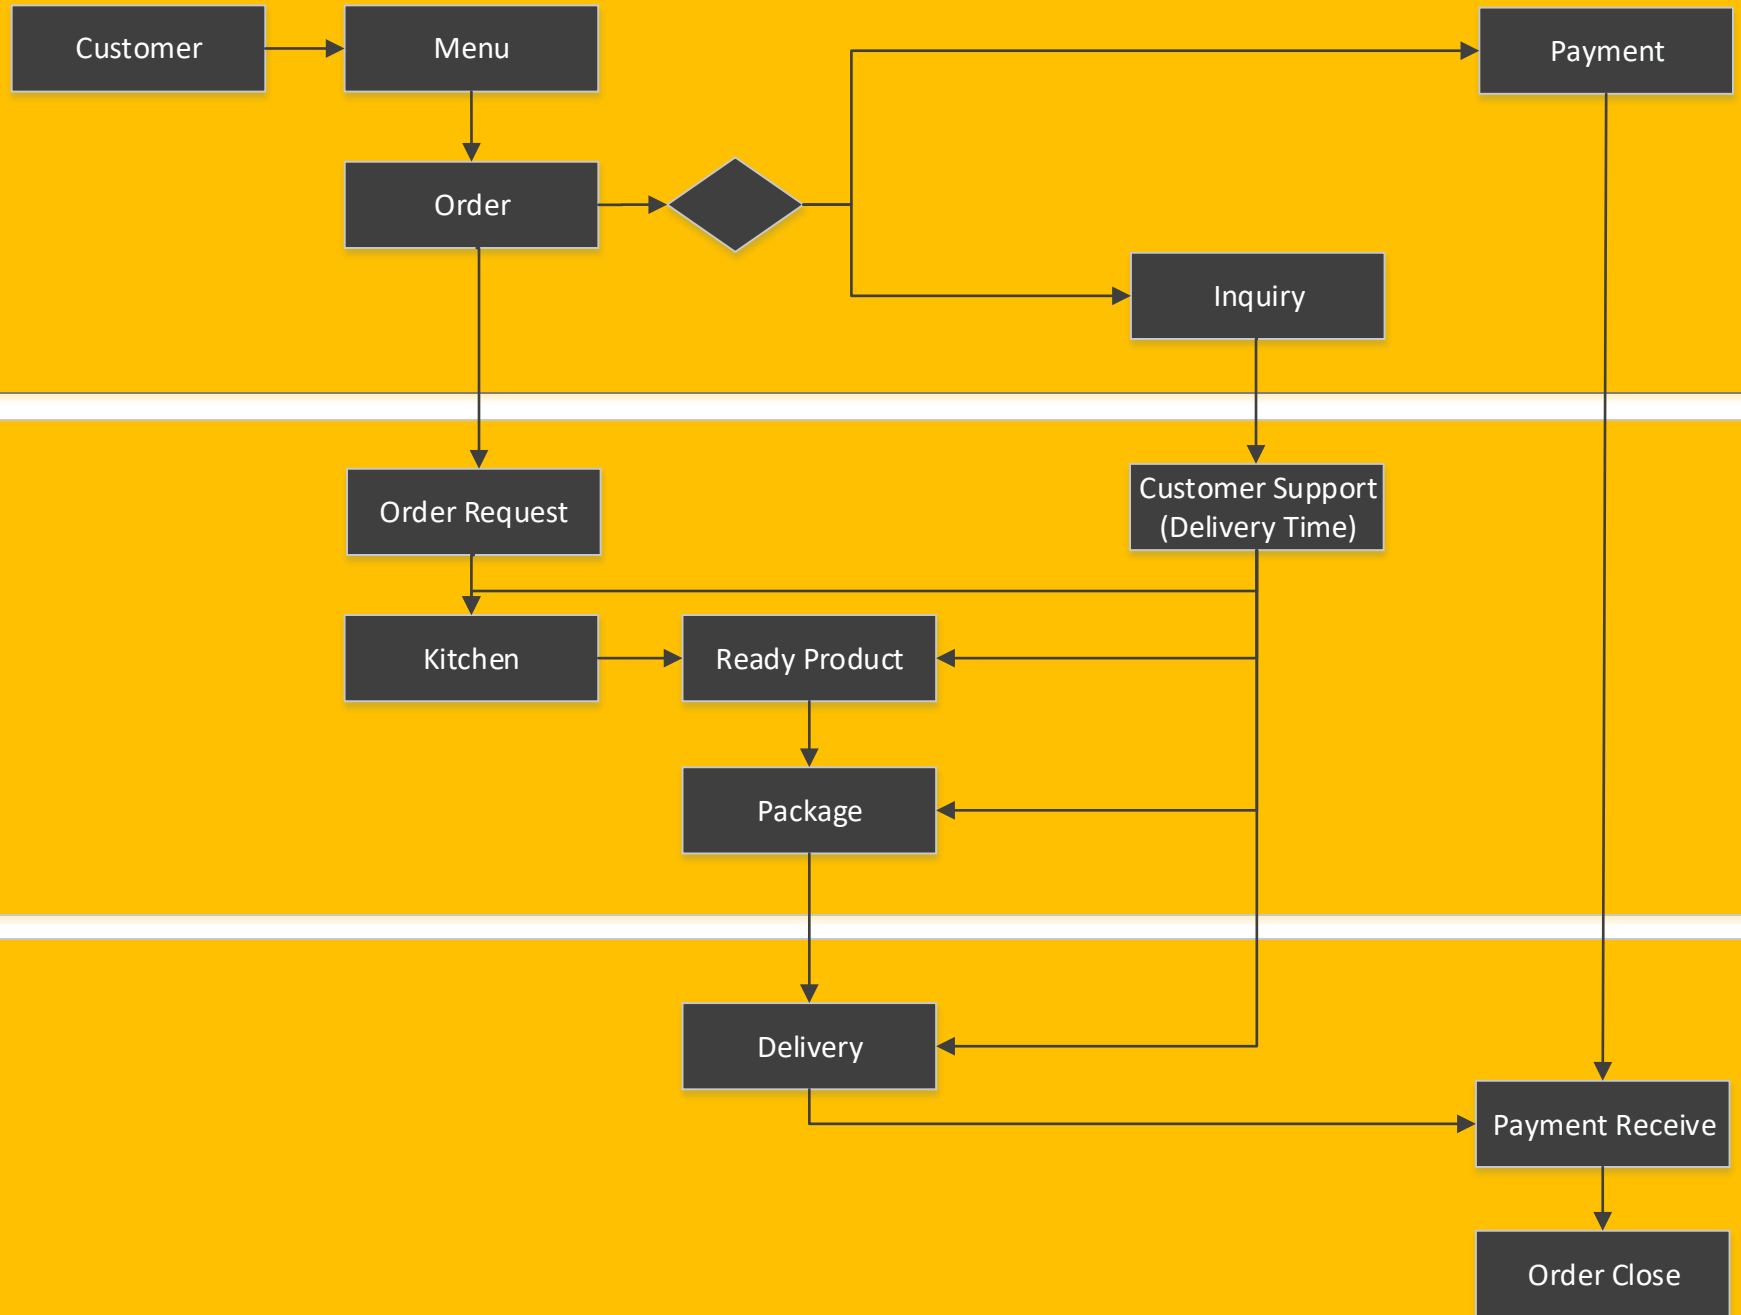 Customer
Menu
Payment
Order
Inquiry
Order Request
Customer Support
(Delivery Time)
Kitchen
Ready Product
Package
Delivery
Payment Receive
Order Close